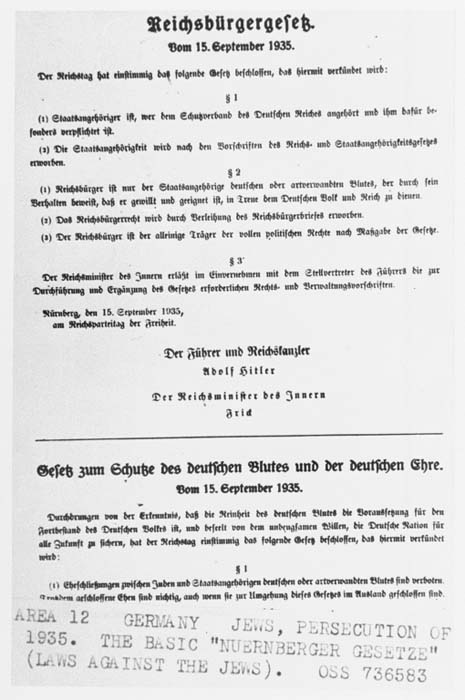 Reichsbürgergesetz.
Vom 15. September 1935.
Der Reichstag hat einstimmig das folgende Gesetz beschlossen, das hiermit verkündet wird:
§ 1
(1) Staatsangehöriger ist, wer dem Schutzverband des Deutschen Reiches angehört und ihm dafür be-
sonders verpflichtet ist.
(2) Die Staatsangehörigkeit wird nach den Vorschriften des Reichs- und Staatsangehörigkeitsgesetzes
erworben.
§ 2
(1) Reichsbürger ist nur der Staatsangehörige deutschen oder artverwandten Blutes, der durch sein
Verhalten beweist, daß er gewillt und geeignet ist, in Treue dem Deutschen Volk und Reich zu dienen.
(2) Das Reichsbürgerrecht wird durch Verleihung des Reichsbürgerbriefes erworben.
(3) Der Reichsbürger ist der alleinige Träger der vollen politischen Rechte nach Maßgabe der Gesetze.
§ 3
Der Reichsminister des Innern erläßt im Einvernehmen mit dem Stellvertreter des Führers die zur
Durchführung und Ergänzung des Gesetzes erforderlichen Rechts- und Verwaltungsvorschriften.
Nürnberg, den 15. September 1935,
am Reichsparteitag der Freiheit.
Der Führer und Reichskanzler
Adolf Hitler
Der Reichsminister des Innern
Frick
Gesetz zum Schutze des deutschen Blutes und der deutschen Ehre.
Vom 15. September 1935.
Durchdrungen von der Erkenntnis, daß die Reinheit des deutschen Blutes die Voraussetzung für den
Fortbestand des Deutschen Volkes ist, und beseelt von dem unbeugsamen Willen, die Deutsche Nation für
alle Zukunft zu sichern, hat der Reichstag einstimmig das folgende Gesetz beschlossen, das hiermit verkündet
wird:
§ 1
(1) Eheschließungen zwischen Juden und Staatsangehörigen deutschen oder artverwandten Blutes sind verboten.
Trotzdem geschlossene Ehen sind nichtig, auch wenn sie zur Umgehung dieses Gesetzes im Ausland geschlossen sind.
AREA 12 GERMANY JEWS, PERSECUTION OF
1935. THE BASIC "NUERNBERGER GESETZE"
(LAWS AGAINST THE JEWS). OSS 736583